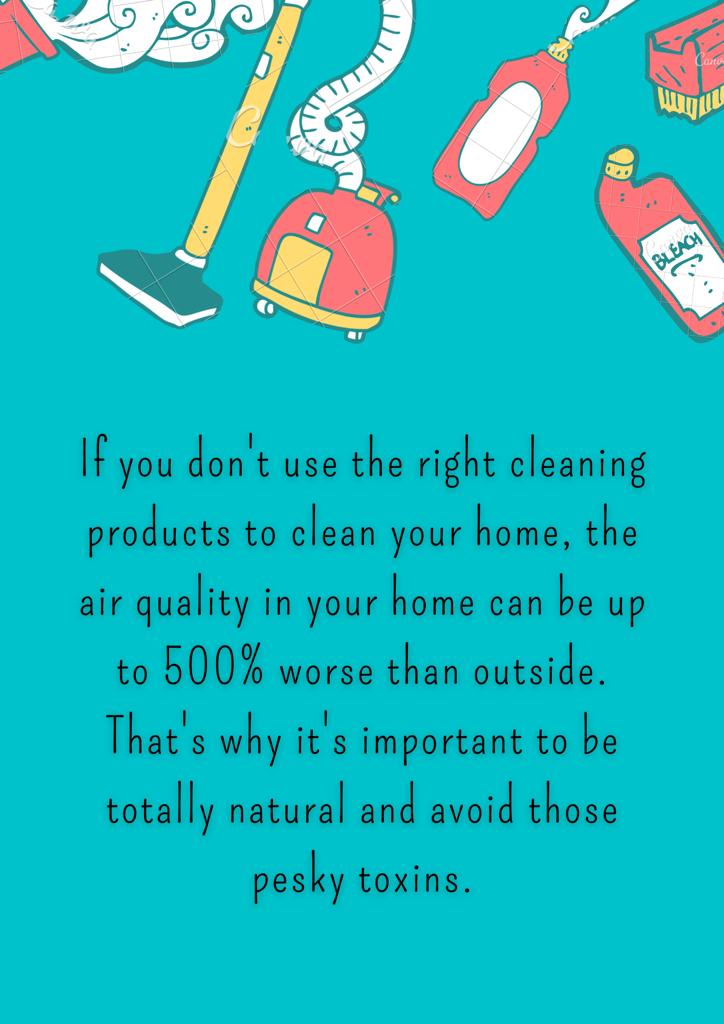 Canva
BLEACH
If you don't use the right cleaning
products to clean your home, the
air quality in your home can be up
to 500% worse than outside.
That's why it's important to be
totally natural and avoid those
pesky toxins.